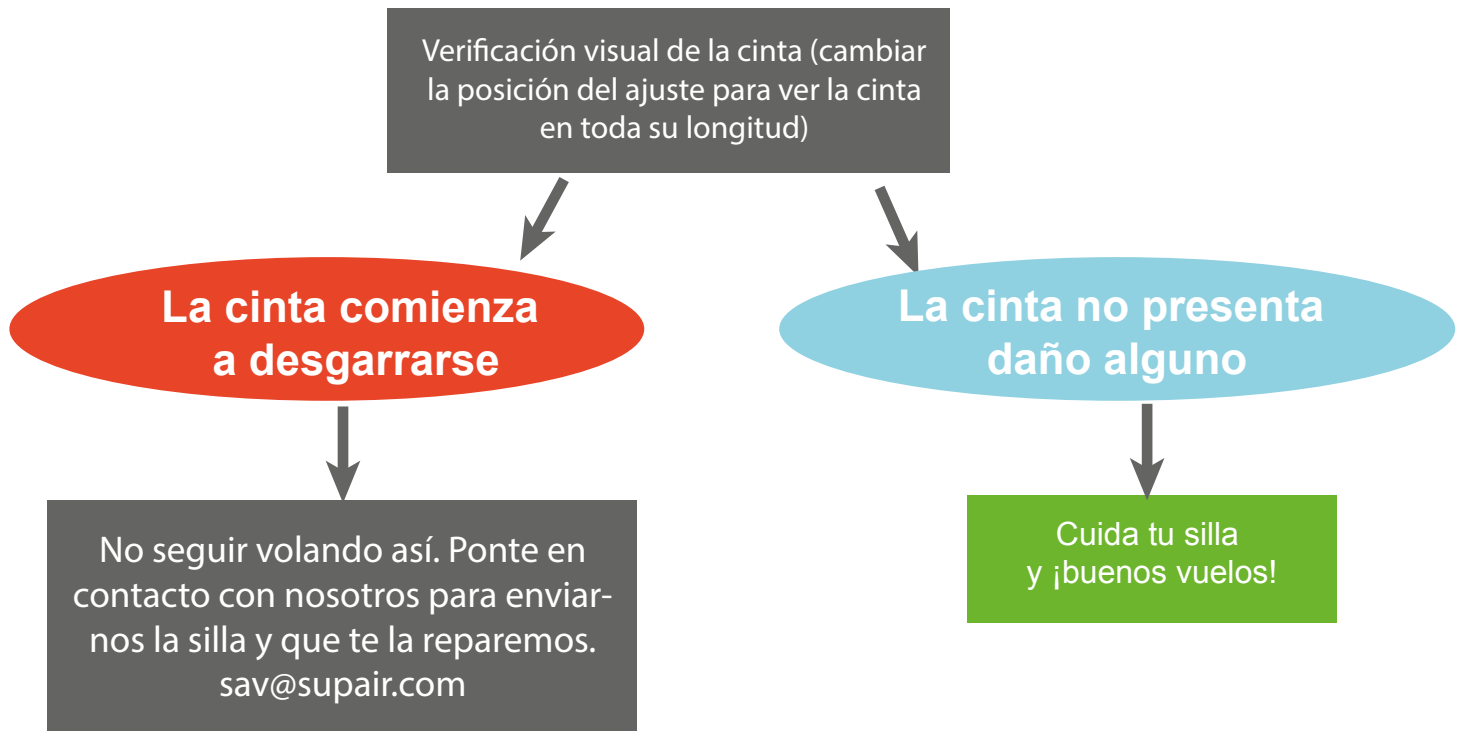 Verificación visual de la cinta (cambiar
la posición del ajuste para ver la cinta
en toda su longitud)
La cinta comienza
a desgarrarse
La cinta no presenta
daño alguno
No seguir volando así. Ponte en
contacto con nosotros para enviar-
nos la silla y que te la reparemos.
sav@supair.com
Cuida tu silla
y ¡buenos vuelos!